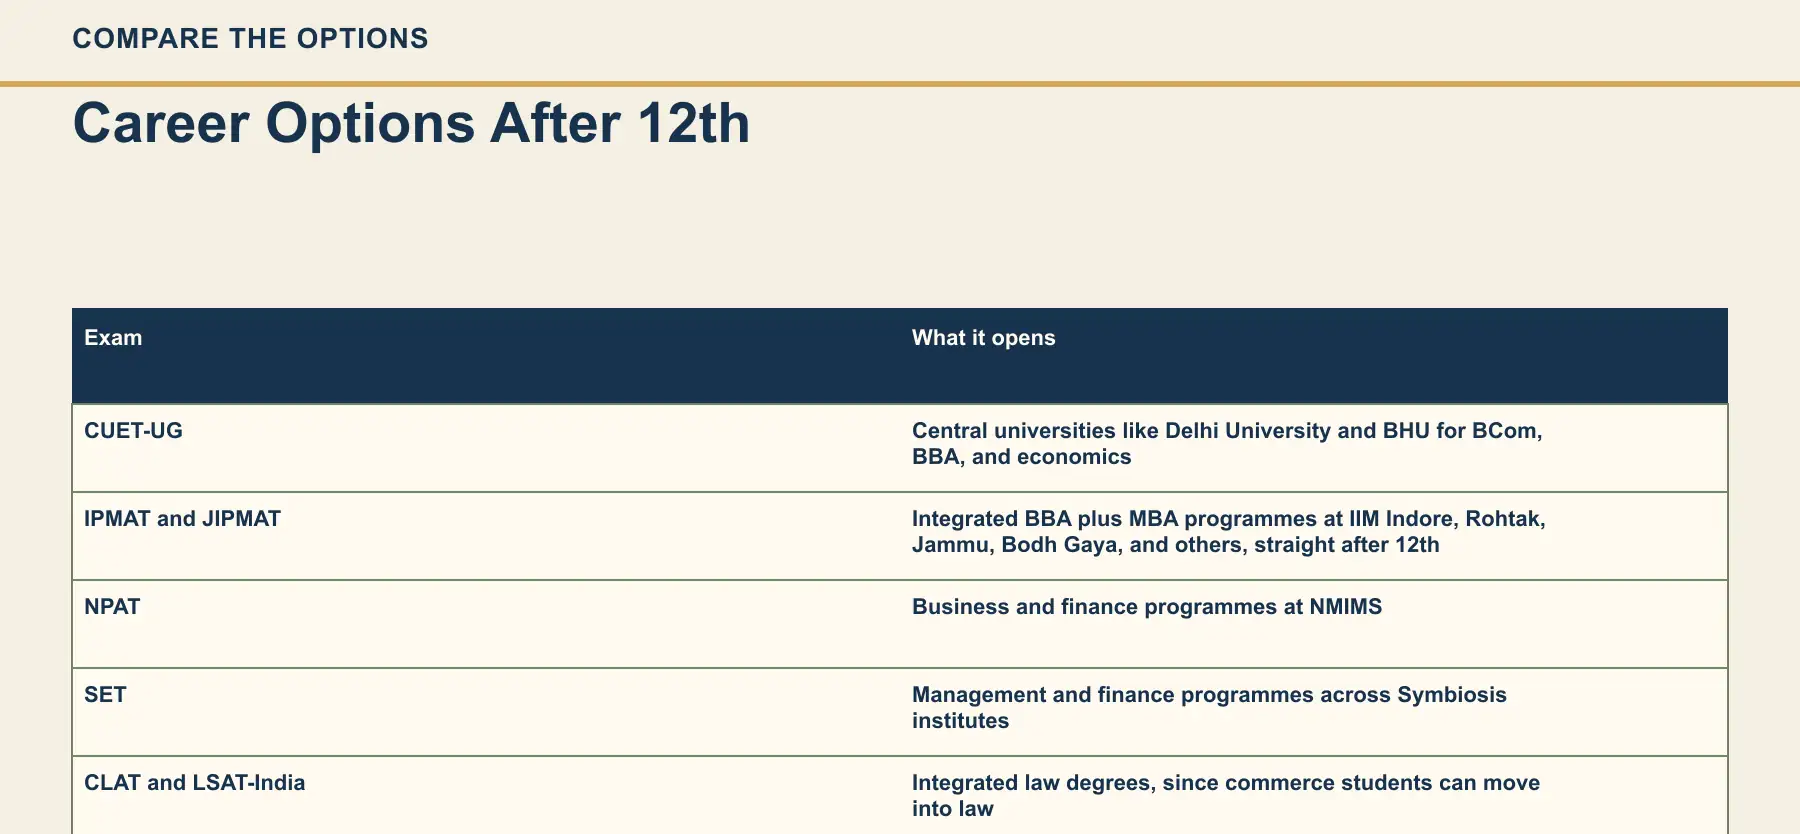 COMPARE THE OPTIONS
Career Options After 12th
Exam
What it opens
CUET-UG
Central universities like Delhi University and BHU for BCom,
BBA, and economics
IPMAT and JIPMAT
Integrated BBA plus MBA programmes at IIM Indore, Rohtak,
Jammu, Bodh Gaya, and others, straight after 12th
NPAT
Business and finance programmes at NMIMS
SET
Management and finance programmes across Symbiosis
institutes
CLAT and LSAT-India
Integrated law degrees, since commerce students can move
into law